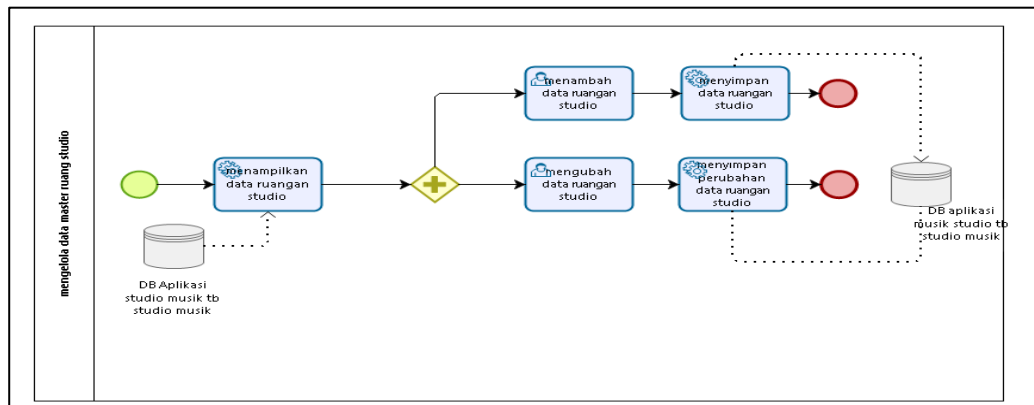 mengelola data master ruang studio
menampilkan
data ruangan
studio
DB Aplikasi
studio musik tb
studio musik
menambah
data ruangan
studio
menyimpan
data ruangan
studio
mengubah
data ruangan
studio
menyimpan
perubahan
data ruangan
studio
DB aplikasi
musik studio tb
studio musik